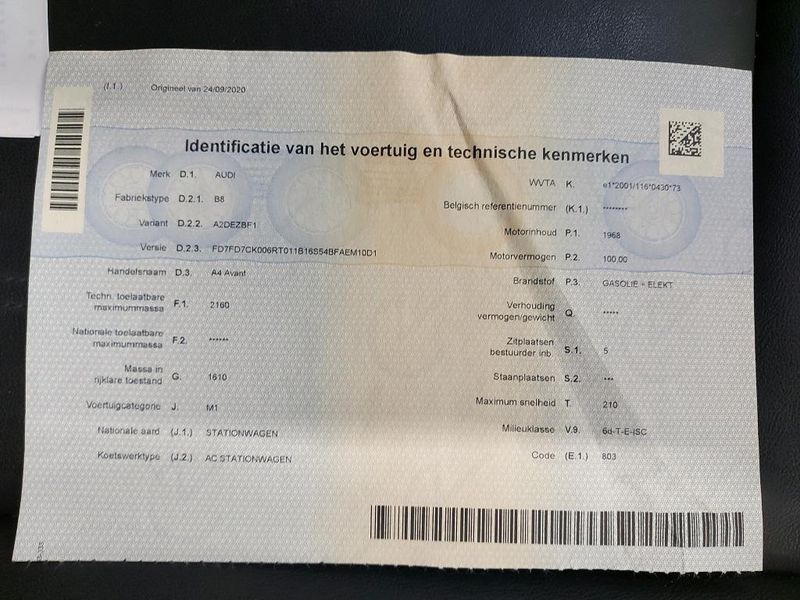 (I.1.) Origineel van 24/09/2020
Identificatie van het voertuig en technische kenmerken
Merk D.1. AUDI
Fabriekstype D.2.1. B8
Variant D.2.2. A2DEZBF1
Versie D.2.3. FD7FD7CK006RT011B16S54BFAEM10D1
Handelsnaam D.3. A4 Avant
Techn. toelaatbare
maximummassa F.1. 2160
Nationale toelaatbare
maximummassa F.2. ******
Massa in
rijklare toestand G. 1610
Voertuigcategorie J. M1
Nationale aard (J.1.) STATIONWAGEN
Koetswerktype (J.2.) AC STATIONWAGEN
WVTA K. e1*2001/116*0430*73
Belgisch referentienummer (K.1.) ********
Motorinhoud P.1. 1968
Motorvermogen P.2. 100,00
Brandstof P.3. GASOLIE + ELEKT
Verhouding
vermogen/gewicht Q. *****
Zitplaatsen
bestuurder inb. S.1. 5
Staanplaatsen S.2. ***
Maximum snelheid T. 210
Milieuklasse V.9. 6d-T-E-ISC
Code (E.1.) 803